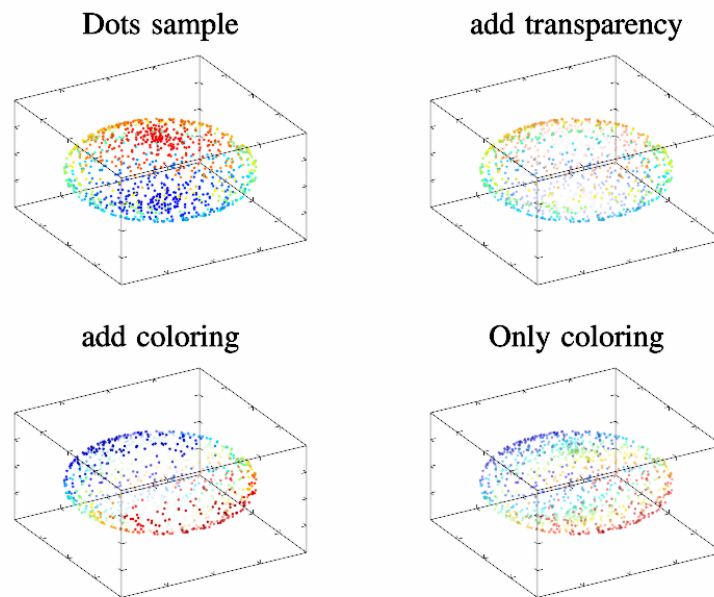 Dots sample
add transparency
add coloring
Only coloring